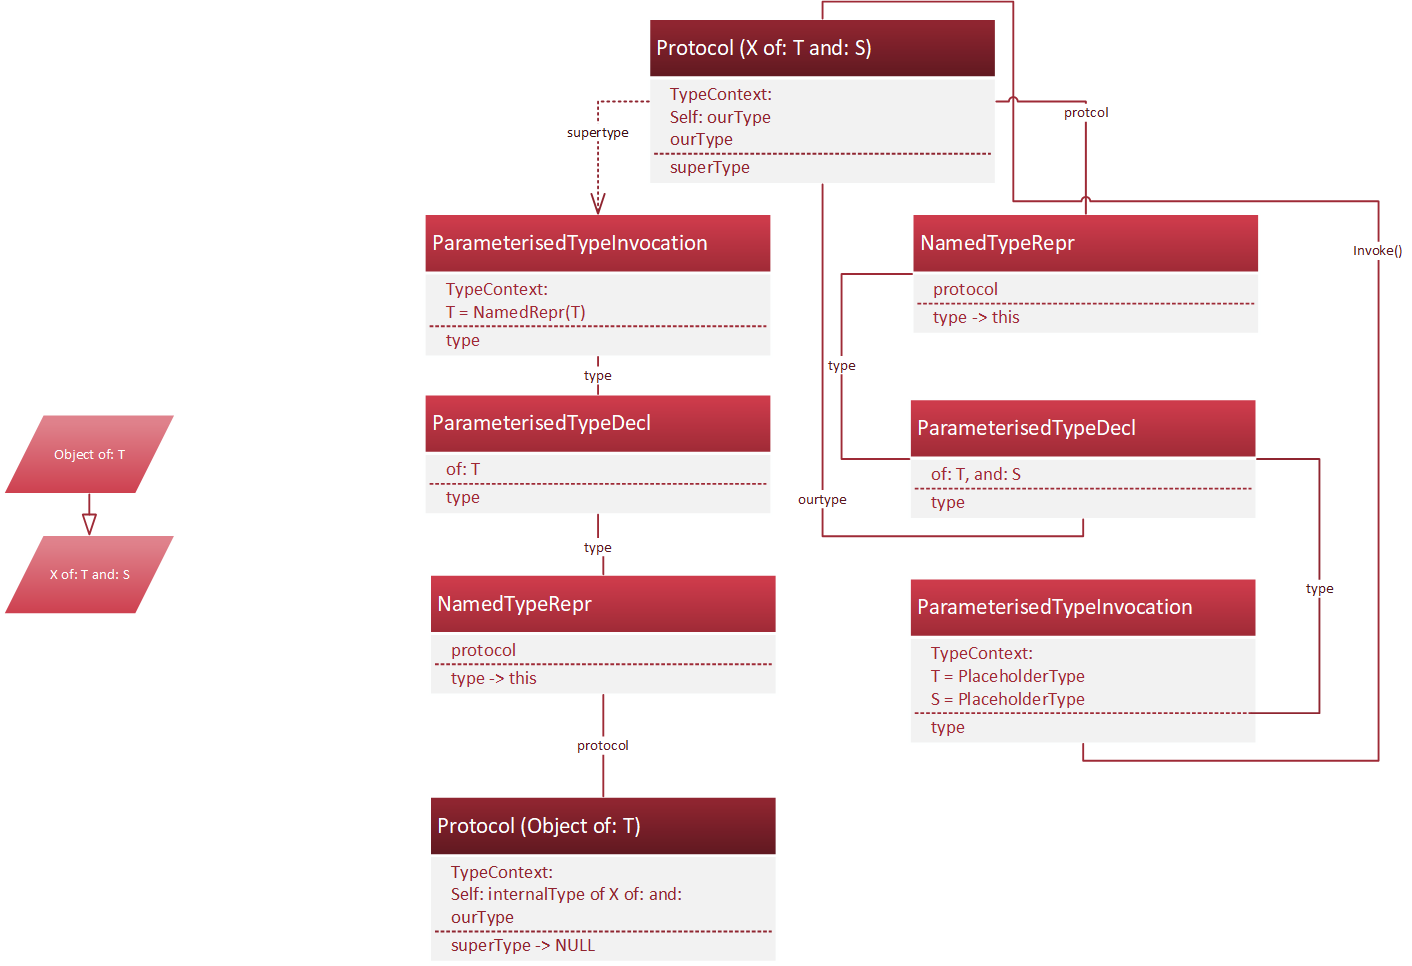 Protocol (X of: T and: S)
TypeContext:
Self: ourType
ourType
superType
supertype
protcol
ParameterisedTypeInvocation
TypeContext:
T = NamedRepr(T)
type
NamedTypeRepr
protocol
type -> this
Invoke()
type
type
ParameterisedTypeDecl
of: T
type
ParameterisedTypeDecl
of: T, and: S
type
Object of: T
X of: T and: S
ourtype
type
NamedTypeRepr
protocol
type -> this
ParameterisedTypeInvocation
TypeContext:
T = PlaceholderType
S = PlaceholderType
type
type
protocol
Protocol (Object of: T)
TypeContext:
Self: internalType of X of: and:
ourType
superType -> NULL